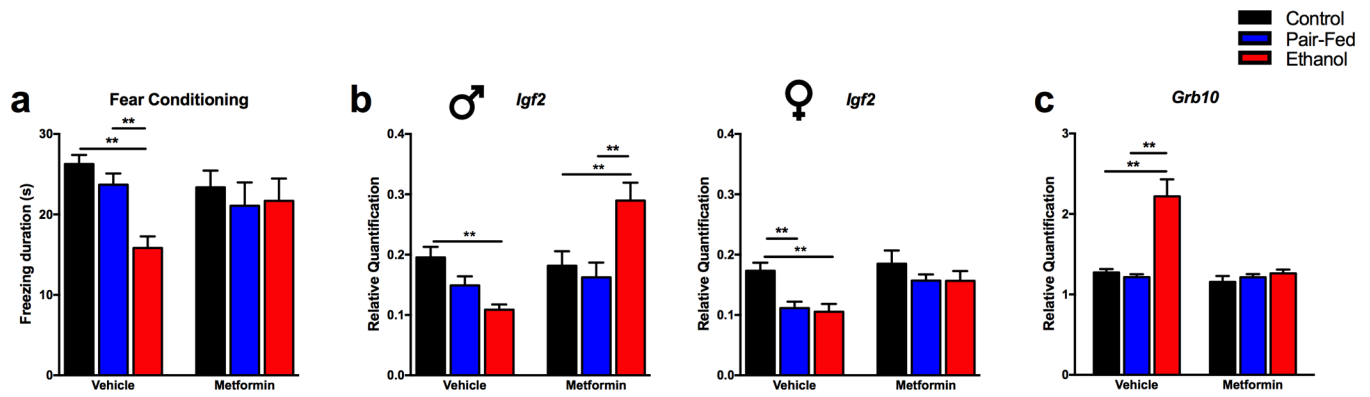 Control
Pair-Fed
Ethanol
a
Fear Conditioning
**
**
Freezing duration (s)
30
20
10
0
Vehicle
Metformin
b
♂
Igf2
**
**
**
Relative Quantification
0.4
0.3
0.2
0.1
0.0
Vehicle
Metformin
♀
Igf2
**
**
Relative Quantification
0.4
0.3
0.2
0.1
0.0
Vehicle
Metformin
c
Grb10
**
**
Relative Quantification
3
2
1
0
Vehicle
Metformin